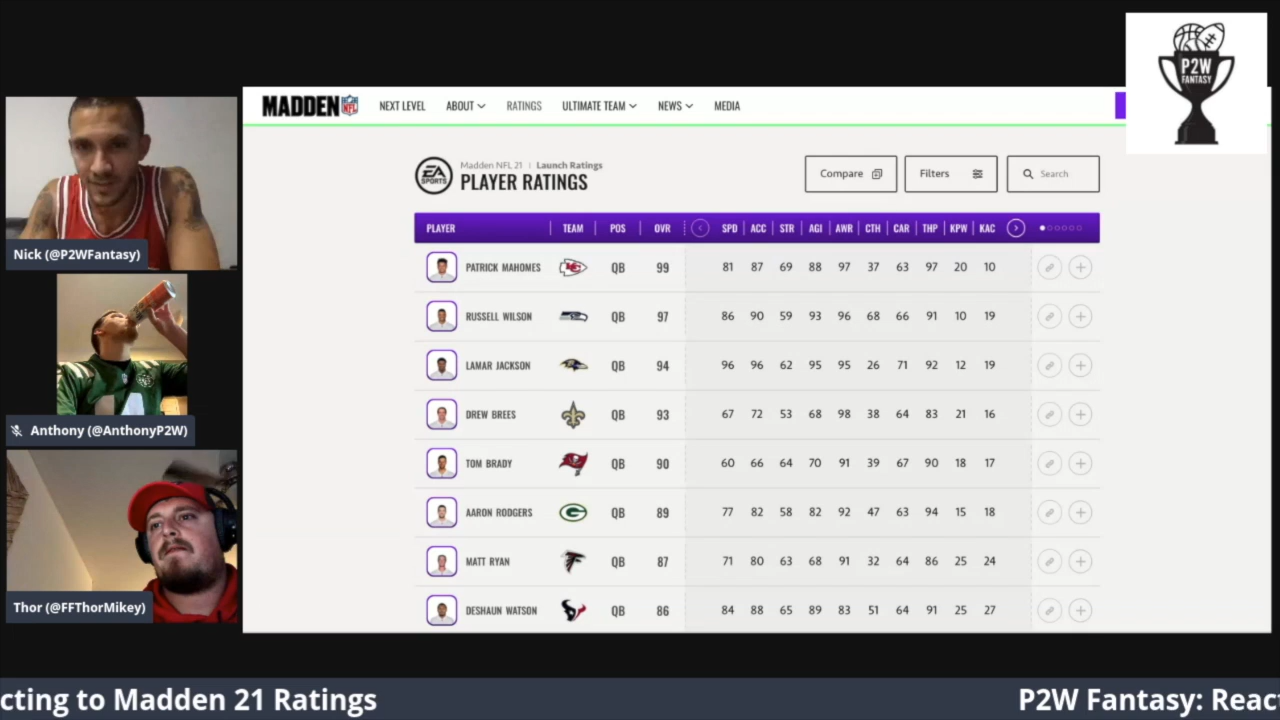 P2W
FANTASY
MADDEN NFL NEXT LEVEL ABOUT RATINGS ULTIMATE TEAM NEWS MEDIA
EA SPORTS
Madden NFL 21 Launch Ratings
PLAYER RATINGS
Compare Filters Search
PLAYER TEAM POS OVR SPD ACC STR AGI AWR CTH CAR THP KPW KAC
PATRICK MAHOMES QB 99 81 87 69 88 97 37 63 97 20 10
RUSSELL WILSON QB 97 86 90 59 93 96 68 66 91 10 19
LAMAR JACKSON QB 94 96 96 62 95 95 26 71 92 12 19
DREW BREES QB 93 67 72 53 68 98 38 64 83 21 16
TOM BRADY QB 90 60 66 64 70 91 39 67 90 18 17
AARON RODGERS QB 89 77 82 58 82 92 47 63 94 15 18
MATT RYAN QB 87 71 80 63 68 91 32 64 86 25 24
DESHAUN WATSON QB 86 84 88 65 89 83 51 64 91 25 27
Nick (@P2WFantasy)
Anthony (@AnthonyP2W)
Thor (@FFThorMikey)
cting to Madden 21 Ratings
P2W Fantasy: Reac